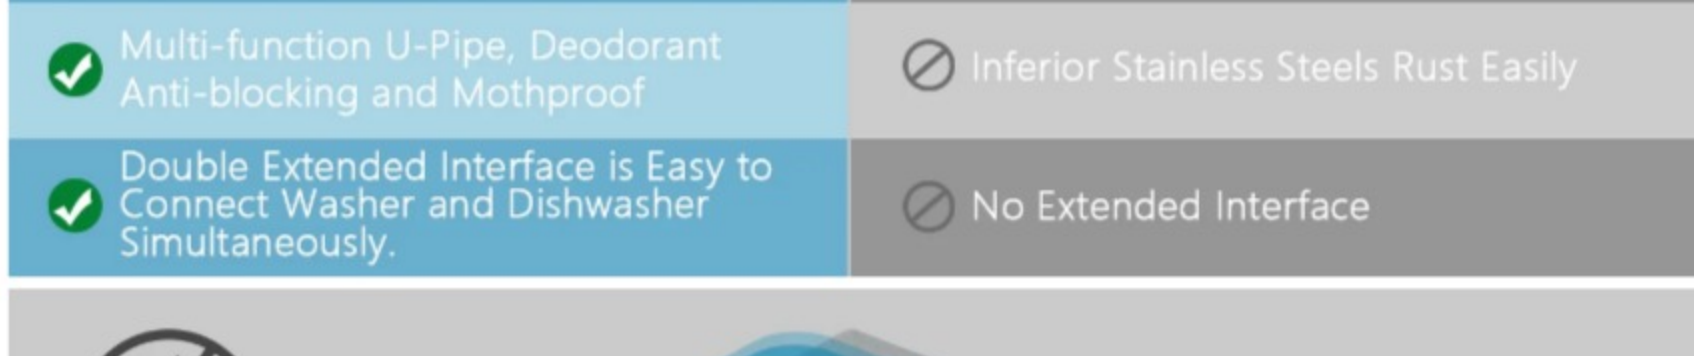 Multi-function U-Pipe, Deodorant
Anti-blocking and Mothproof
Inferior Stainless Steels Rust Easily
Double Extended Interface is Easy to
Connect Washer and Dishwasher
Simultaneously.
No Extended Interface